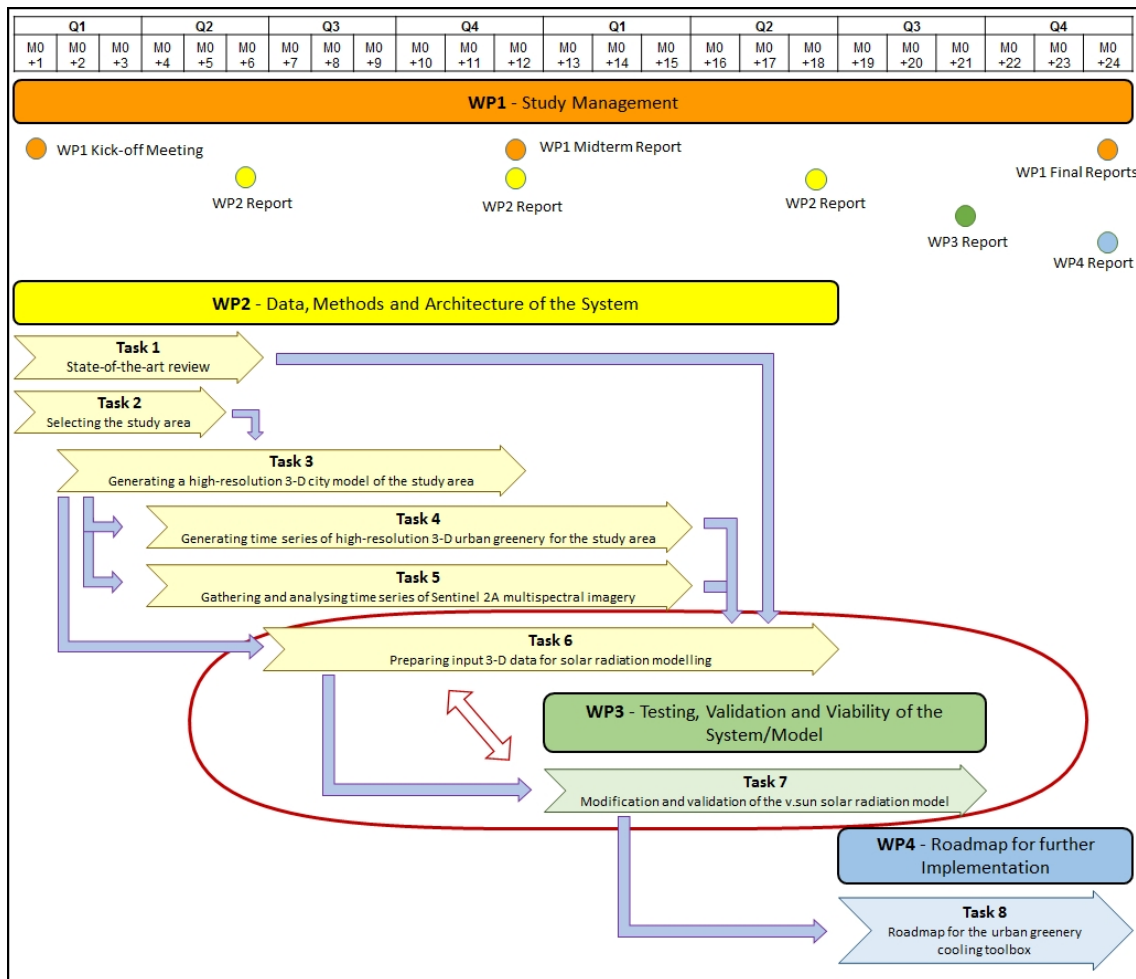 Q1 Q2 Q3 Q4 Q1 Q2 Q3 Q4
M0 M0 M0 M0 M0 M0 M0 M0 M0 M0 M0 M0 M0 M0 M0 M0 M0 M0 M0 M0 M0 M0 M0 M0
+1 +2 +3 +4 +5 +6 +7 +8 +9 +10 +11 +12 +13 +14 +15 +16 +17 +18 +19 +20 +21 +22 +23 +24
WP1 - Study Management
WP1 Kick-off Meeting
WP1 Midterm Report
WP1 Final Reports
WP2 Report
WP2 Report
WP2 Report
WP3 Report
WP4 Report
WP2 - Data, Methods and Architecture of the System
Task 1
State-of-the-art review
Task 2
Selecting the study area
Task 3
Generating a high-resolution 3-D city model of the study area
Task 4
Generating time series of high-resolution 3-D urban greenery for the study area
Task 5
Gathering and analysing time series of Sentinel 2A multispectral imagery
Task 6
Preparing input 3-D data for solar radiation modelling
WP3 - Testing, Validation and Viability of the
System/Model
Task 7
Modification and validation of the v.sun solar radiation model
WP4 - Roadmap for further
Implementation
Task 8
Roadmap for the urban greenery
cooling toolbox